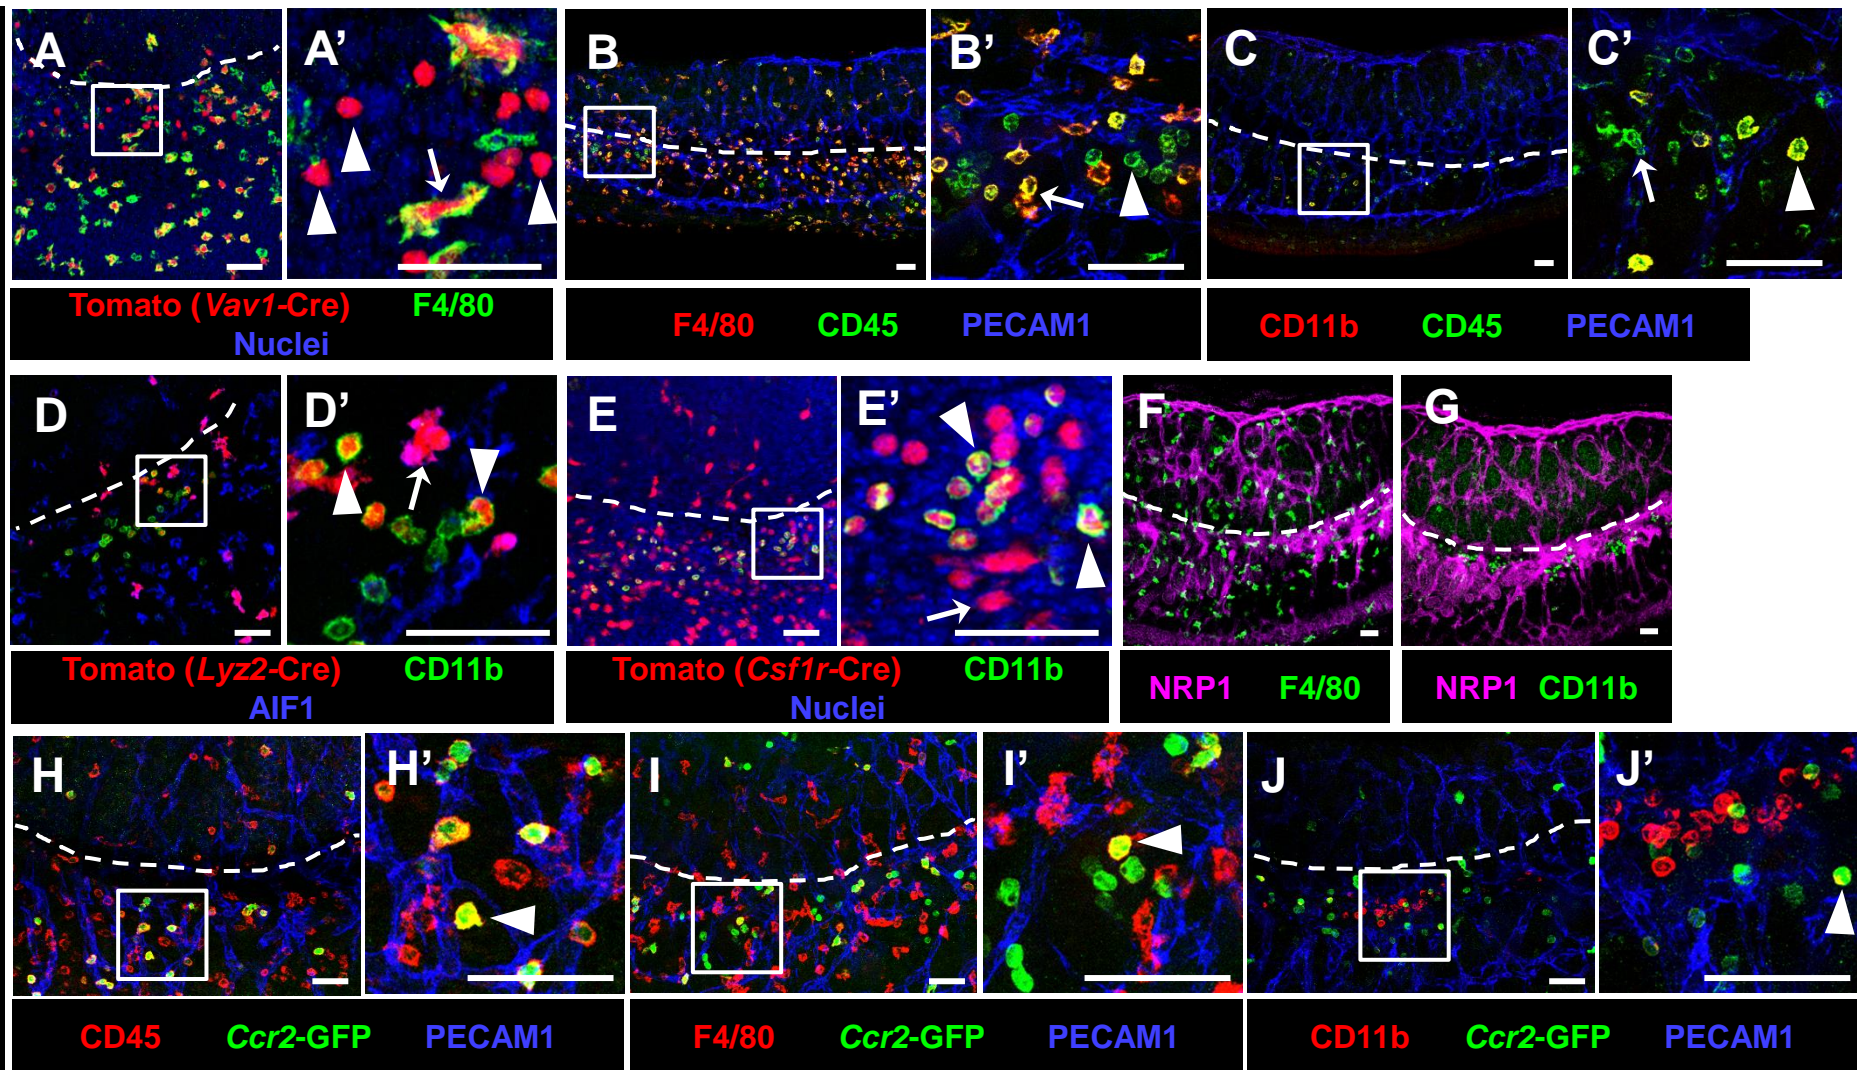 A A' B B' C C'
Tomato (Vav1-Cre) F4/80
Nuclei
F4/80 CD45 PECAM1
CD11b CD45 PECAM1
D D' E E' F G
Tomato (Lyz2-Cre) CD11b
AIF1
Tomato (Csf1r-Cre) CD11b
Nuclei
NRP1 F4/80
NRP1 CD11b
H H' I I' J J'
CD45 Ccr2-GFP PECAM1
F4/80 Ccr2-GFP PECAM1
CD11b Ccr2-GFP PECAM1